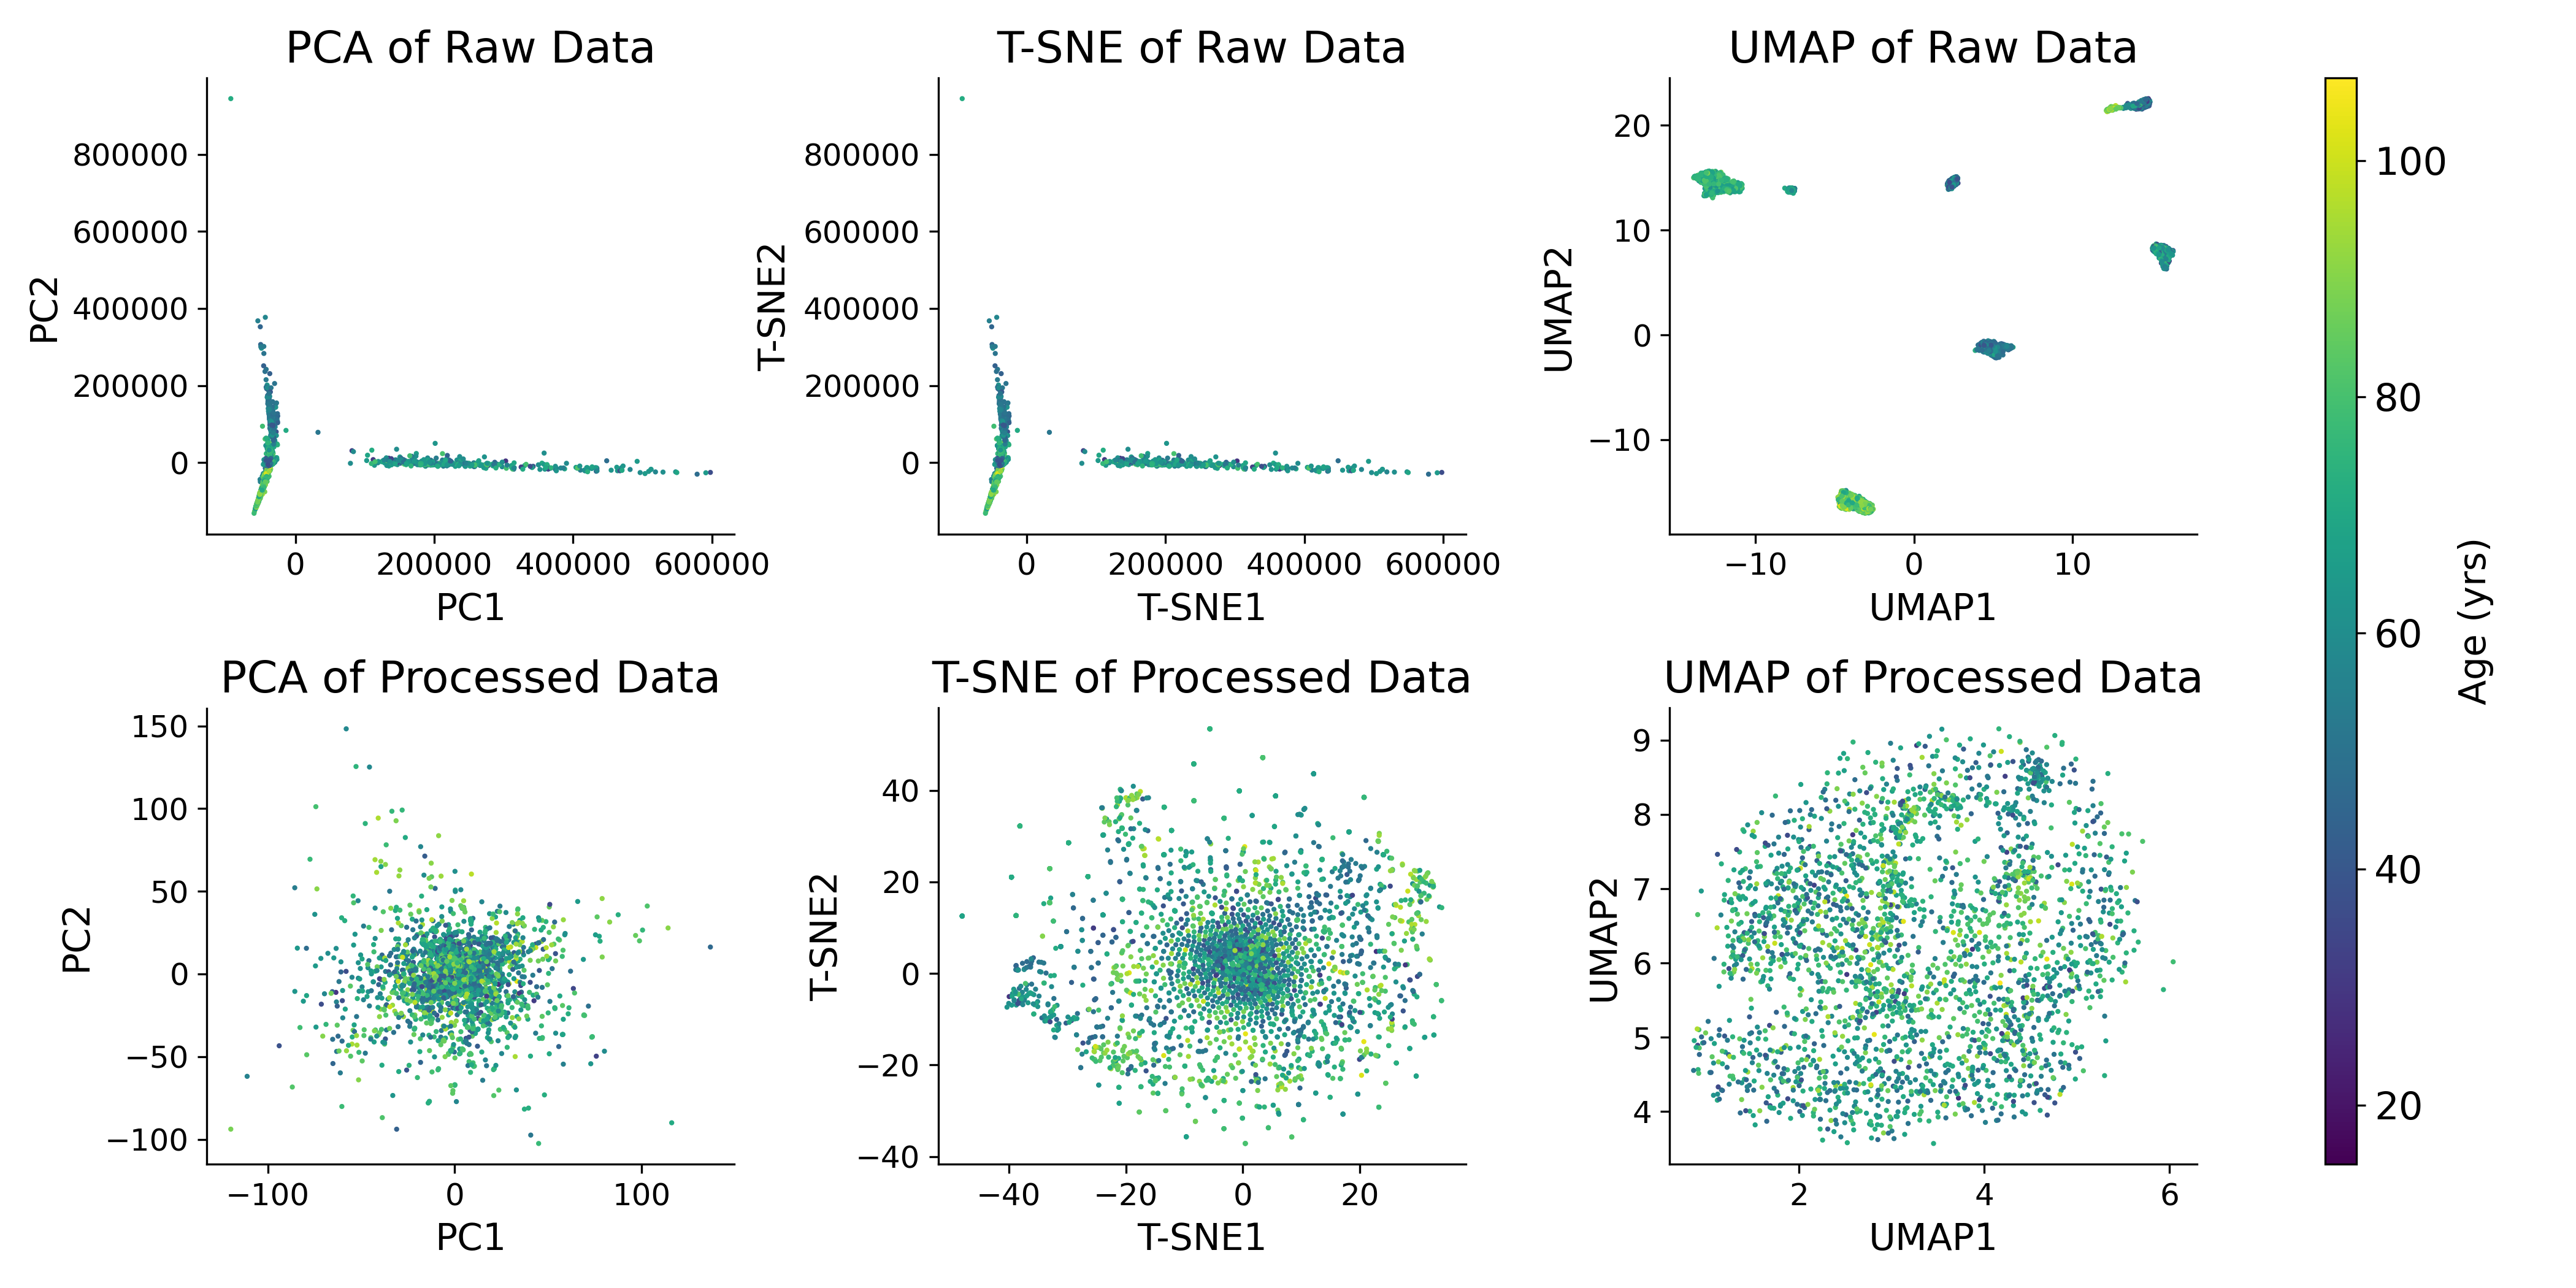 PCA of Raw Data
800000
600000
400000
200000
0
PC2
0 200000 400000 600000
PC1
T-SNE of Raw Data
800000
600000
400000
200000
0
T-SNE2
0 200000 400000 600000
T-SNE1
UMAP of Raw Data
20
10
0
−10
UMAP2
−10 0 10
UMAP1
PCA of Processed Data
150
100
50
0
−50
−100
PC2
−100 0 100
PC1
T-SNE of Processed Data
40
20
0
−20
−40
T-SNE2
−40 −20 0 20
T-SNE1
UMAP of Processed Data
9
8
7
6
5
4
UMAP2
2 4 6
UMAP1
100
80
60
40
20
Age (yrs)